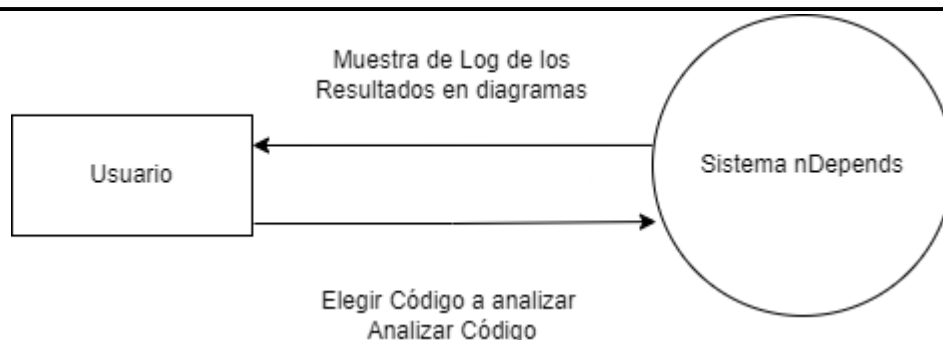 Muestra de Log de los
Resultados en diagramas
Usuario
Sistema nDepends
Elegir Código a analizar
Analizar Código